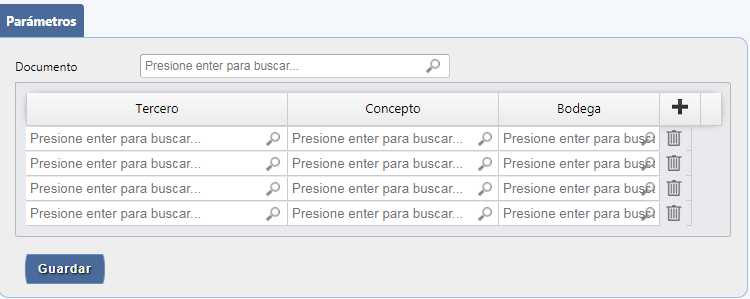 Parámetros
Documento Presione enter para buscar...
Tercero Concepto Bodega
Presione enter para buscar... Presione enter para buscar... Presione enter para busc
Presione enter para buscar... Presione enter para buscar... Presione enter para busc
Presione enter para buscar... Presione enter para buscar... Presione enter para busc
Presione enter para buscar... Presione enter para buscar... Presione enter para busc
Guardar